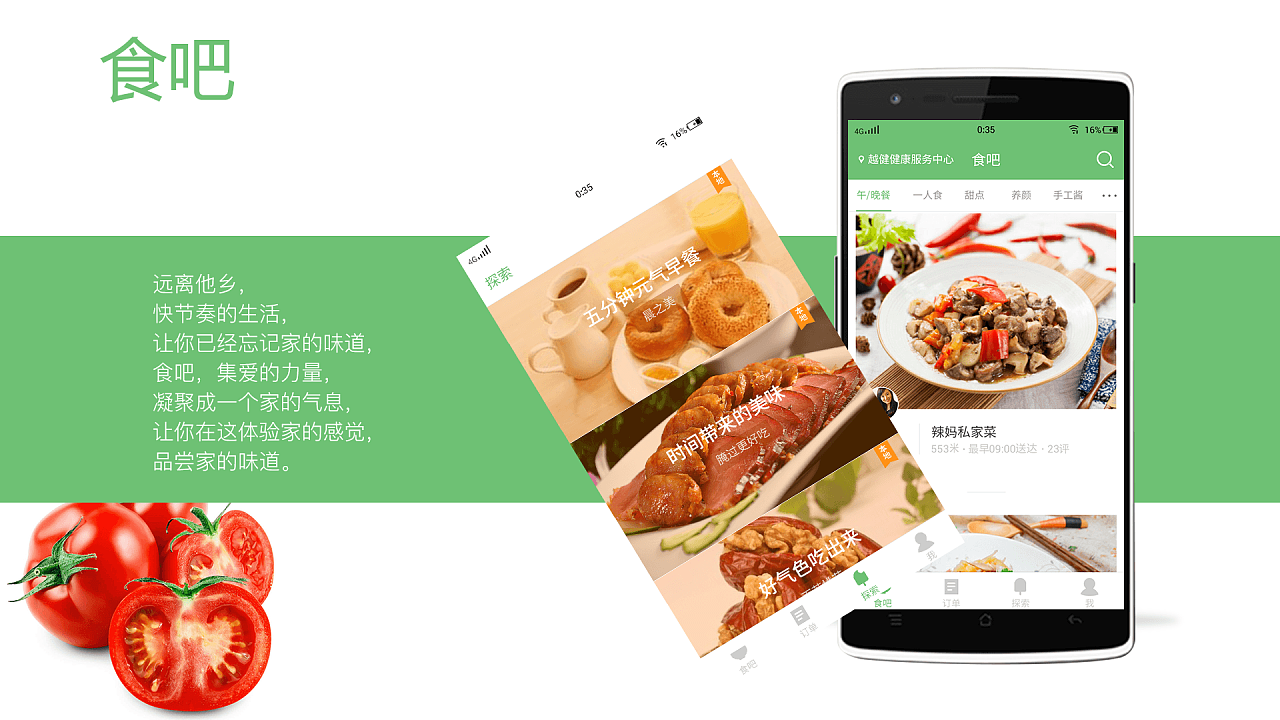 食吧
远离他乡，
快节奏的生活，
让你已经忘记家的味道，
食吧，集爱的力量，
凝聚成一个家的气息，
让你在这体验家的感觉，
品尝家的味道。
4G 0:35 16%
探索
本地
五分钟元气早餐
晨之美
本地
时间带来的美味
腌过更好吃
本地
好气色吃出来
食吧 订单 探索 我
4G 0:35 16%
越健健康服务中心 食吧
午/晚餐 一人食 甜点 养颜 手工酱 ···
辣妈私家菜
553米·最早09:00送达·23评
食吧 订单 探索 我